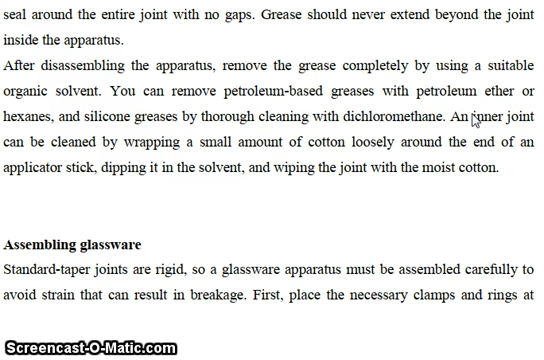 seal around the entire joint with no gaps. Grease should never extend beyond the joint
inside the apparatus.
After disassembling the apparatus, remove the grease completely by using a suitable
organic solvent. You can remove petroleum-based greases with petroleum ether or
hexanes, and silicone greases by thorough cleaning with dichloromethane. An inner joint
can be cleaned by wrapping a small amount of cotton loosely around the end of an
applicator stick, dipping it in the solvent, and wiping the joint with the moist cotton.
Assembling glassware
Standard-taper joints are rigid, so a glassware apparatus must be assembled carefully to
avoid strain that can result in breakage. First, place the necessary clamps and rings at
Screencast-O-Matic.com